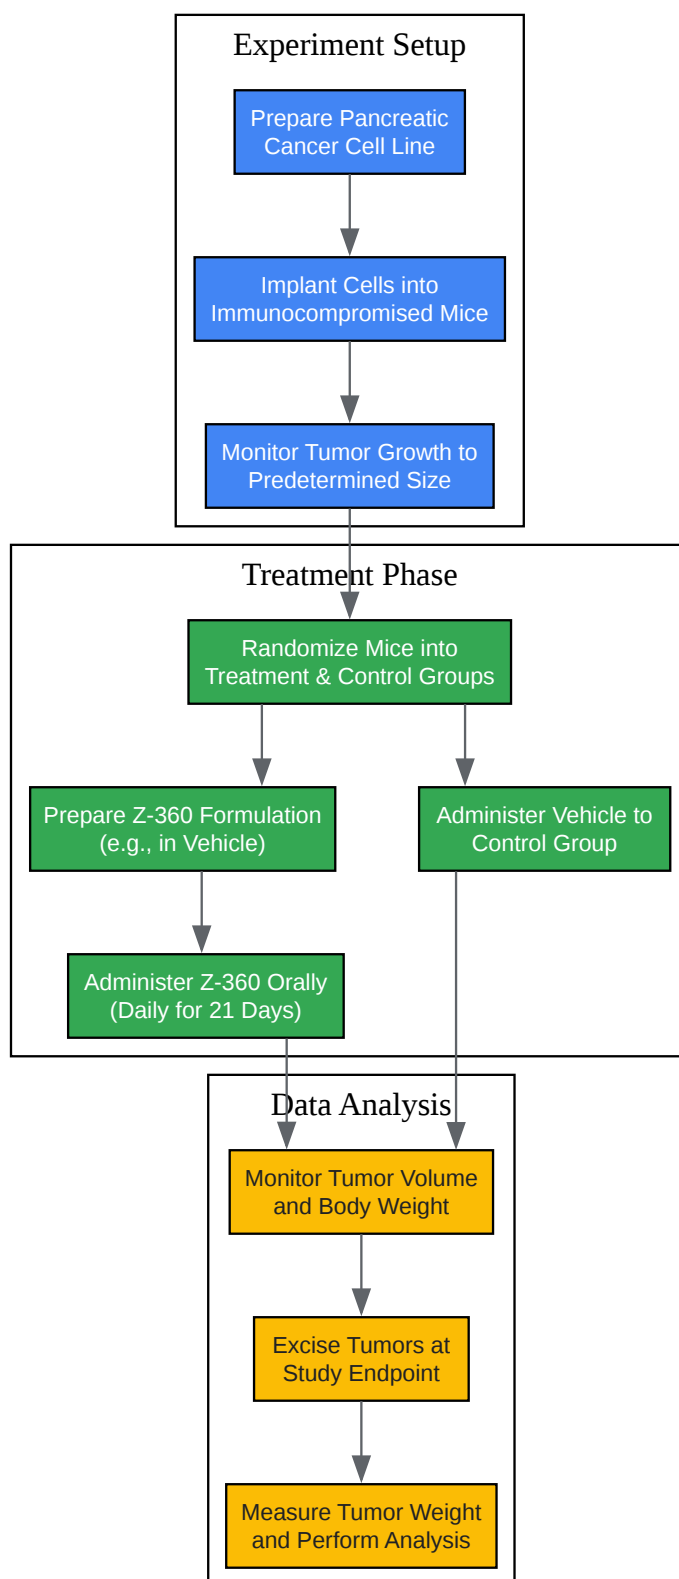 Experiment Setup
Prepare Pancreatic
Cancer Cell Line
Implant Cells into
Immunocompromised Mice
Monitor Tumor Growth to
Predetermined Size
Treatment Phase
Randomize Mice into
Treatment & Control Groups
Prepare Z-360 Formulation
(e.g., in Vehicle)
Administer Vehicle to
Control Group
Administer Z-360 Orally
(Daily for 21 Days)
Data Analysis
Monitor Tumor Volume
and Body Weight
Excise Tumors at
Study Endpoint
Measure Tumor Weight
and Perform Analysis